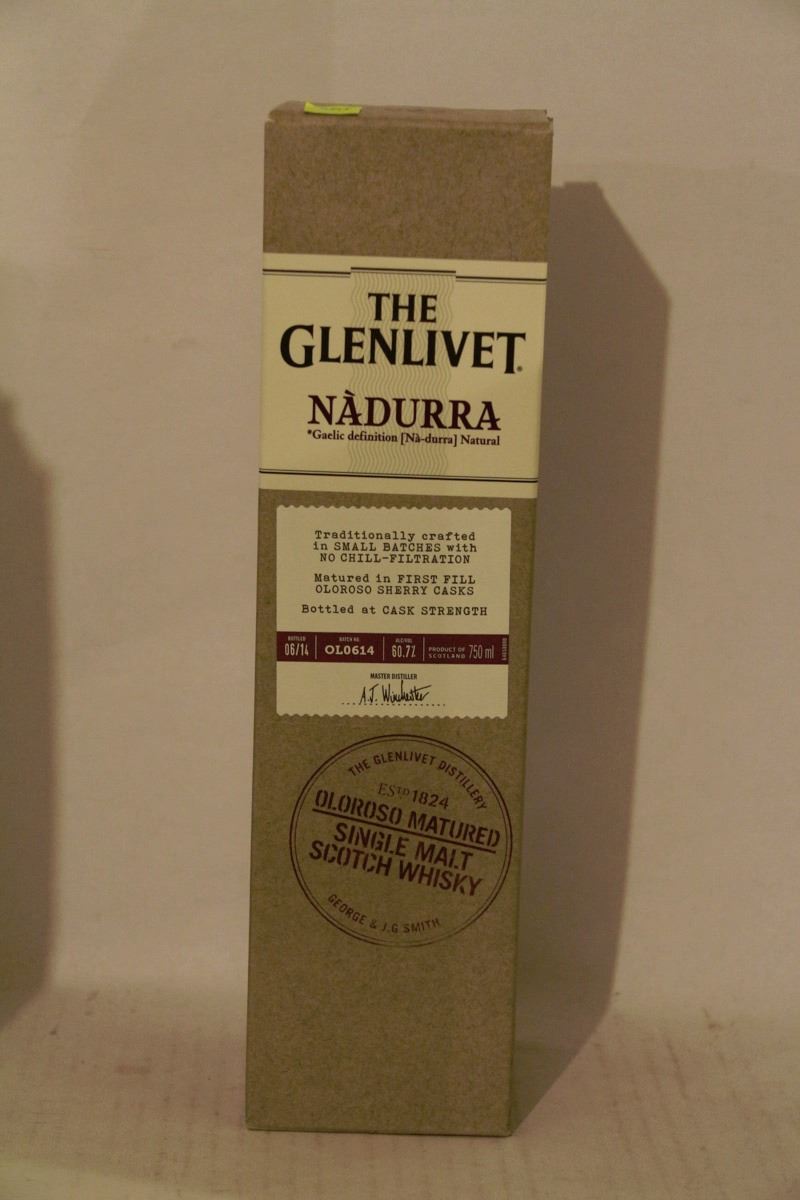 THE
GLENLIVET®
NÀDURRA
*Gaelic definition [Nà-durra] Natural
Traditionally crafted
in SMALL BATCHES with
NO CHILL-FILTRATION
Matured in FIRST FILL
OLOROSO SHERRY CASKS
Bottled at CASK STRENGTH
BOTTLED
06/14
BATCH NO.
OL0614
ALC/VOL
60.7%
PRODUCT OF
SCOTLAND
750 ml
MASTER DISTILLER
A.J. Winchester
THE GLENLIVET DISTILLERY
ESTD 1824
OLOROSO MATURED
SINGLE MALT
SCOTCH WHISKY
GEORGE & J.G SMITH